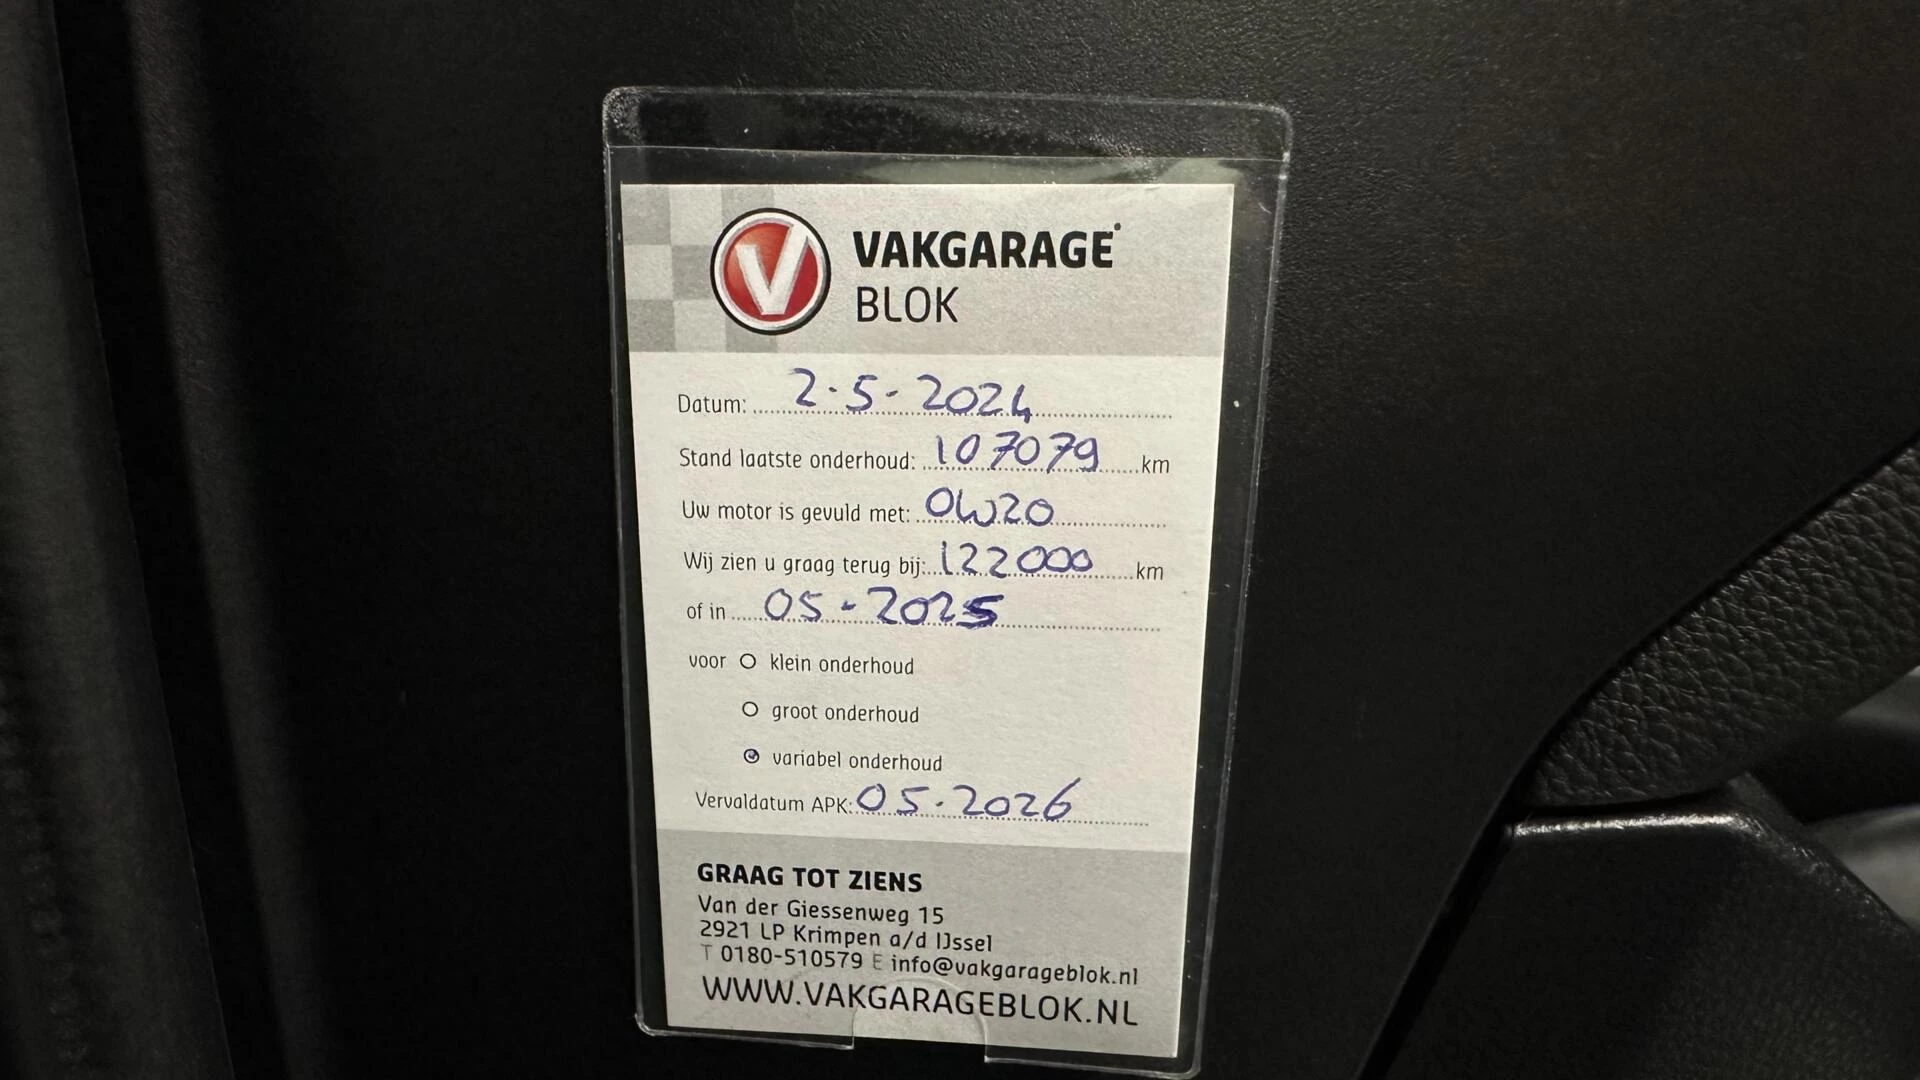 V
VAKGARAGE
BLOK
Datum: 2-5-2024
Stand laatste onderhoud: 107079 km
Uw motor is gevuld met: 0W20
Wij zien u graag terug bij: 122000 km
of in 05-2025
voor O klein onderhoud
O groot onderhoud
O variabel onderhoud
Vervaldatum APK: 05.2026
GRAAG TOT ZIENS
Van der Giessenweg 15
2921 LP Krimpen a/d IJssel
T 0180-510579 E info@vakgarageblok.nl
WWW.VAKGARAGEBLOK.NL